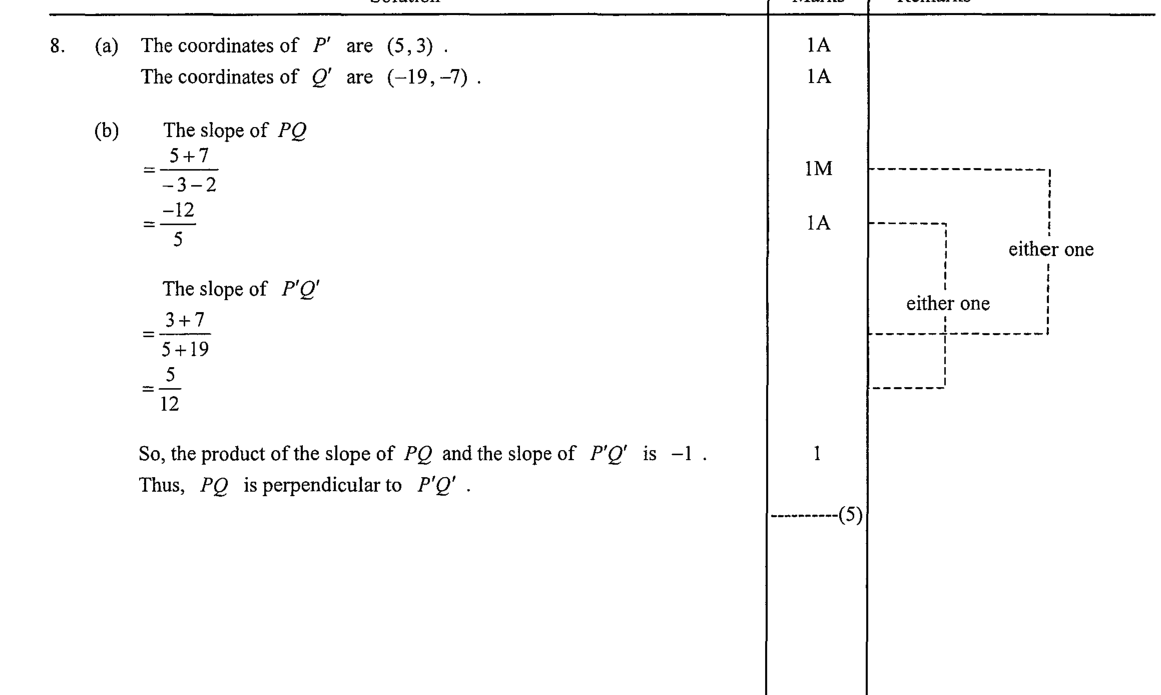 Solution Marks Remarks
8. (a) The coordinates of P′ are (5, 3) . 1A
The coordinates of Q′ are (−19, −7) . 1A
(b) The slope of PQ
= (5 + 7)/(−3 − 2) 1M
= −12/5 1A
either one
The slope of P′Q′
either one
= (3 + 7)/(5 + 19)
= 5/12
So, the product of the slope of PQ and the slope of P′Q′ is −1 . 1
Thus, PQ is perpendicular to P′Q′ .
----------(5)